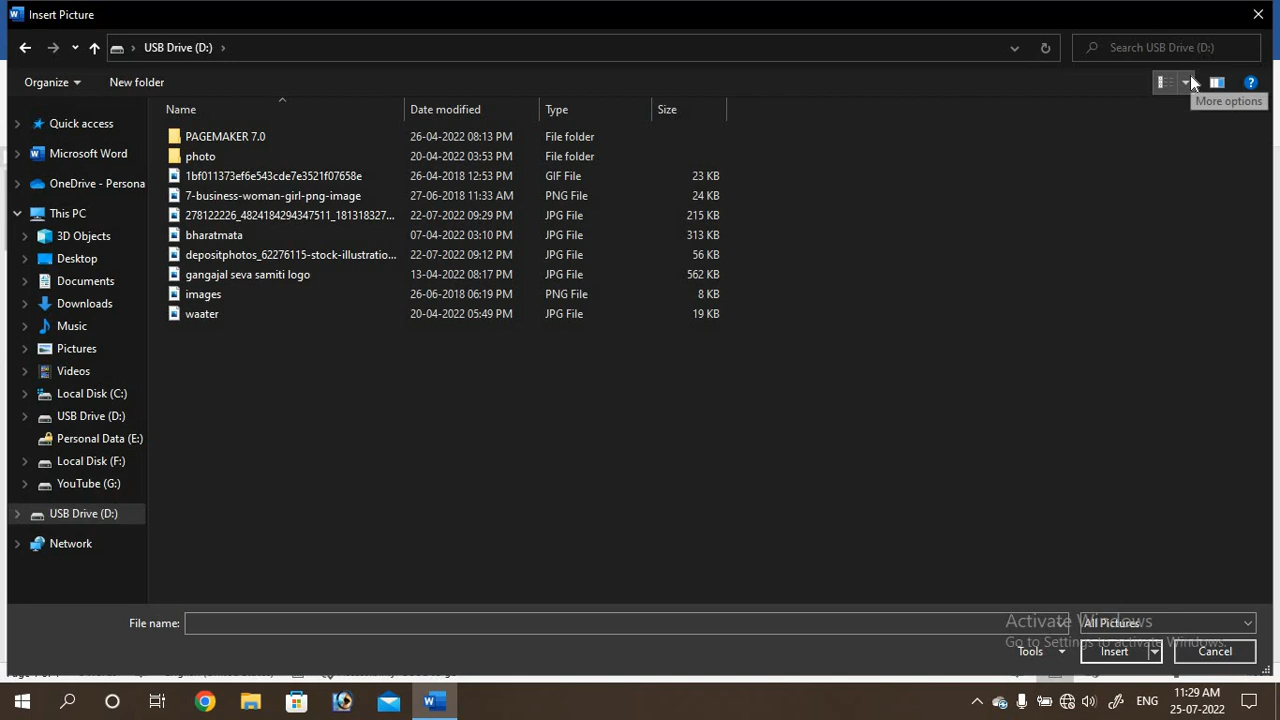 Insert Picture
USB Drive (D:)
Search USB Drive (D:)
Organize
New folder
More options
Name
Date modified
Type
Size
Quick access
Microsoft Word
OneDrive - Persona
This PC
3D Objects
Desktop
Documents
Downloads
Music
Pictures
Videos
Local Disk (C:)
USB Drive (D:)
Personal Data (E:)
Local Disk (F:)
YouTube (G:)
USB Drive (D:)
Network
PAGEMAKER 7.0 26-04-2022 08:13 PM File folder
photo 20-04-2022 03:53 PM File folder
1bf011373ef6e543cde7e3521f07658e 26-04-2018 12:53 PM GIF File 23 KB
7-business-woman-girl-png-image 27-06-2018 11:33 AM PNG File 24 KB
278122226_4824184294347511_181318327... 22-07-2022 09:29 PM JPG File 215 KB
bharatmata 07-04-2022 03:10 PM JPG File 313 KB
depositphotos_62276115-stock-illustratio... 22-07-2022 09:12 PM JPG File 56 KB
gangajal seva samiti logo 13-04-2022 08:17 PM JPG File 562 KB
images 26-06-2018 06:19 PM PNG File 8 KB
waater 20-04-2022 05:49 PM JPG File 19 KB
File name:
All Pictures
Activate Windows
Go to Settings to activate Windows.
Tools
Insert
Cancel
ENG
11:29 AM
25-07-2022